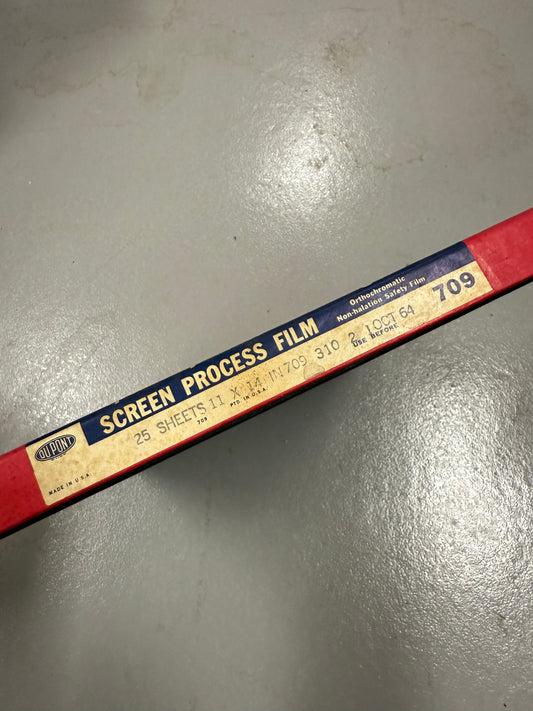 DU PONT
SCREEN PROCESS FILM
Orthochromatic
Non-halation Safety Film
709
25 SHEETS 11 X 14 IN 709 310 2 1 OCT 64
USE BEFORE
709 PTD. IN U.S.A.
MADE IN U.S.A.